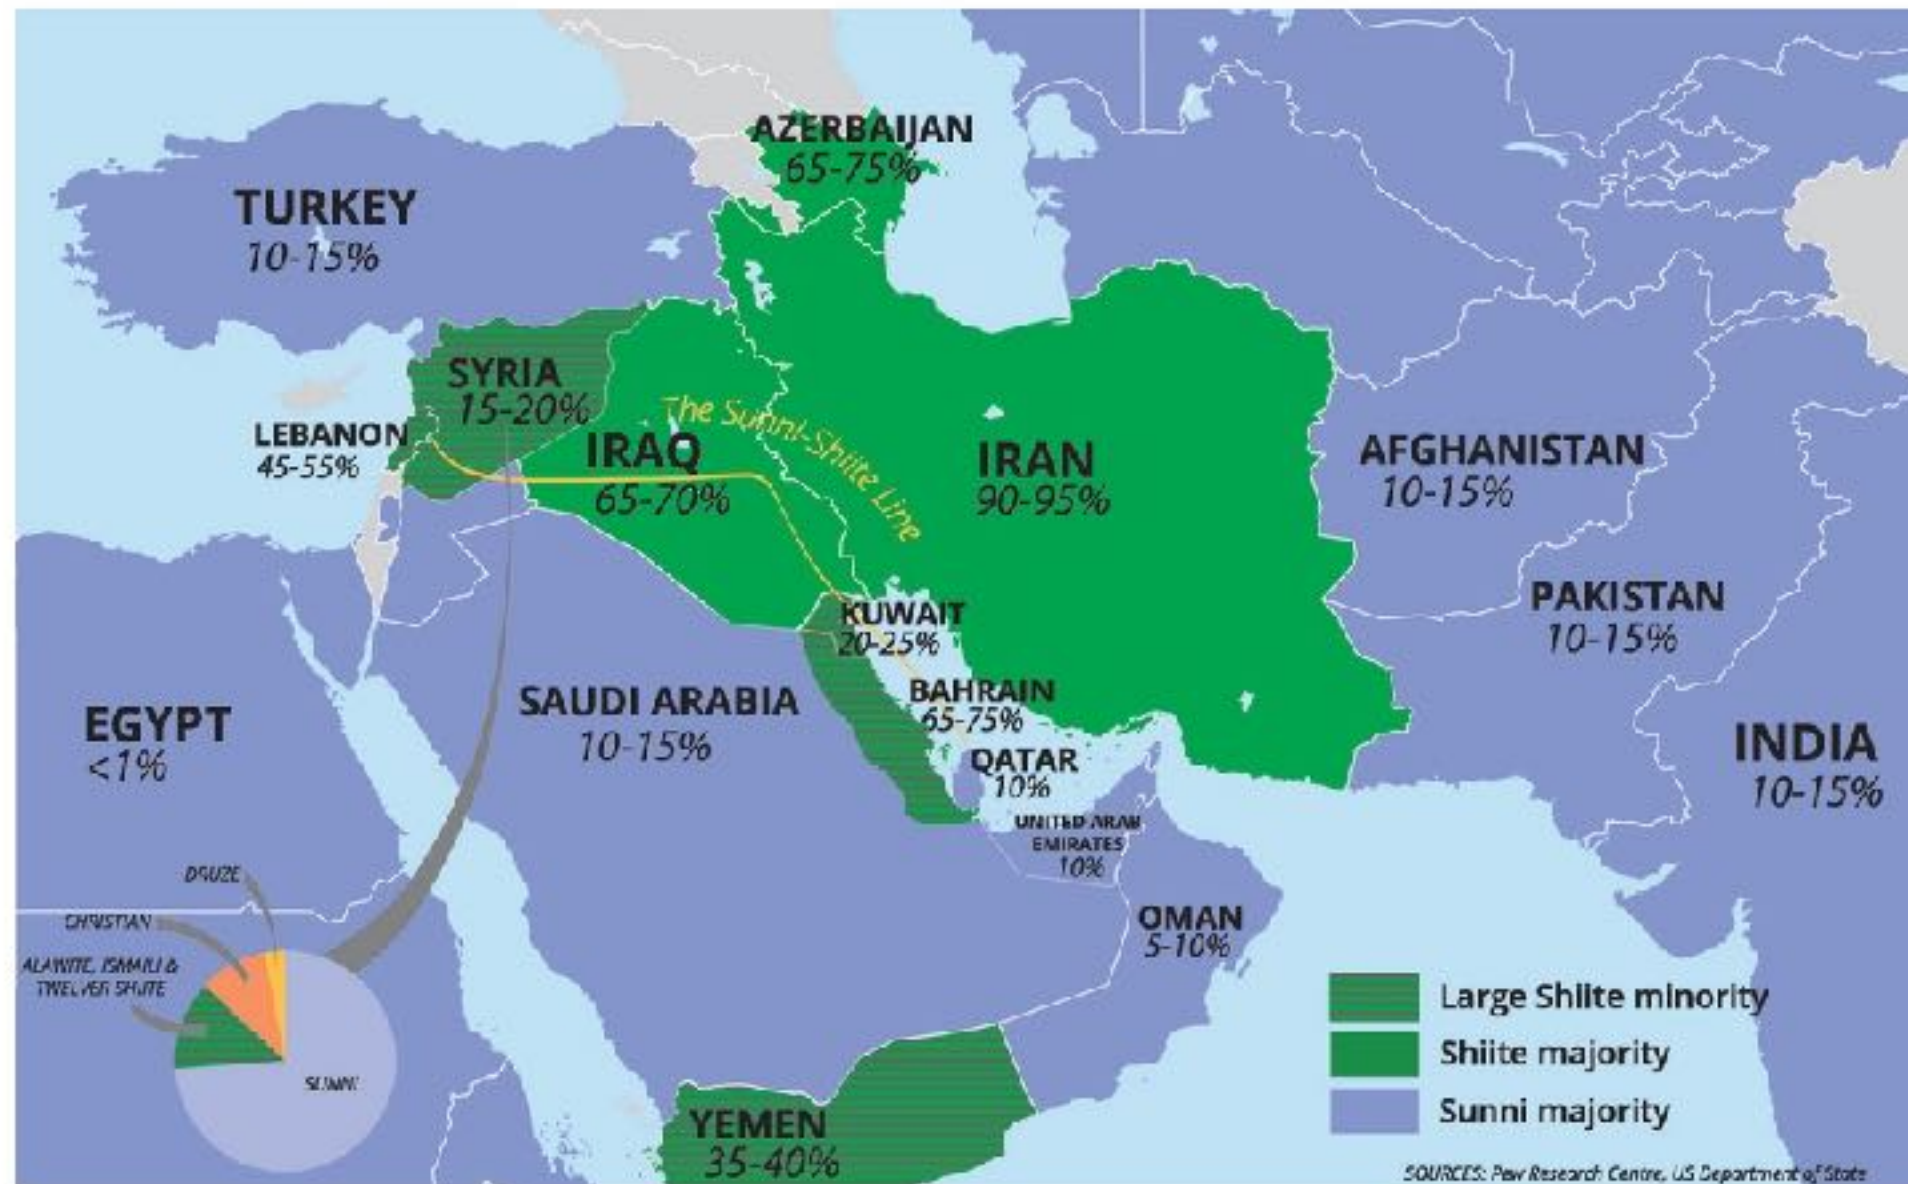 AZERBAIJAN
65-75%
TURKEY
10-15%
SYRIA
15-20%
The Sunni-Shiite Line
LEBANON
45-55%
IRAQ
65-70%
IRAN
90-95%
AFGHANISTAN
10-15%
KUWAIT
20-25%
PAKISTAN
10-15%
SAUDI ARABIA
10-15%
BAHRAIN
65-75%
EGYPT
<1%
QATAR
10%
INDIA
10-15%
UNITED ARAB
EMIRATES
10%
OMAN
5-10%
DRUZE
CHRISTIAN
ALAWITE, ISMAILI &
TWELVER SHIITE
SUNNI
YEMEN
35-40%
Large Shiite minority
Shiite majority
Sunni majority
SOURCES: Pew Research Centre, US Department of State